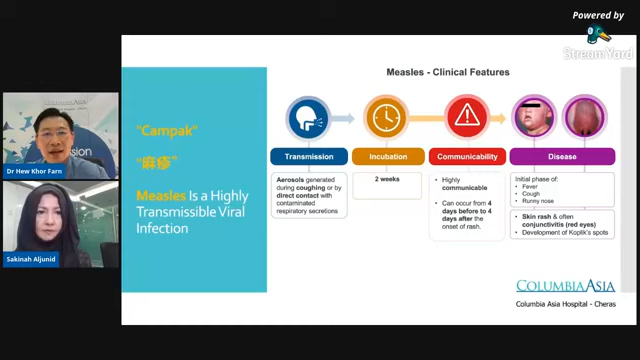 Powered by
StreamYard
Measles - Clinical Features
"Campak"
"麻疹"
Measles Is a Highly
Transmissible Viral
Infection
Transmission
Incubation
Communicability
Disease
Aerosols generated
during coughing or by
direct contact with
contaminated
respiratory secretions
2 weeks
• Highly
communicable
• Can occur from 4
days before to 4
days after the
onset of rash.
Initial phase of:
• Fever
• Cough
• Runny nose
• Skin rash & often
conjunctivitis (red eyes)
• Development of Koplik's spots
Dr Hew Khor Farn
Sakinah Aljunid
COLUMBIA ASIA
Columbia Asia Hospital - Cheras